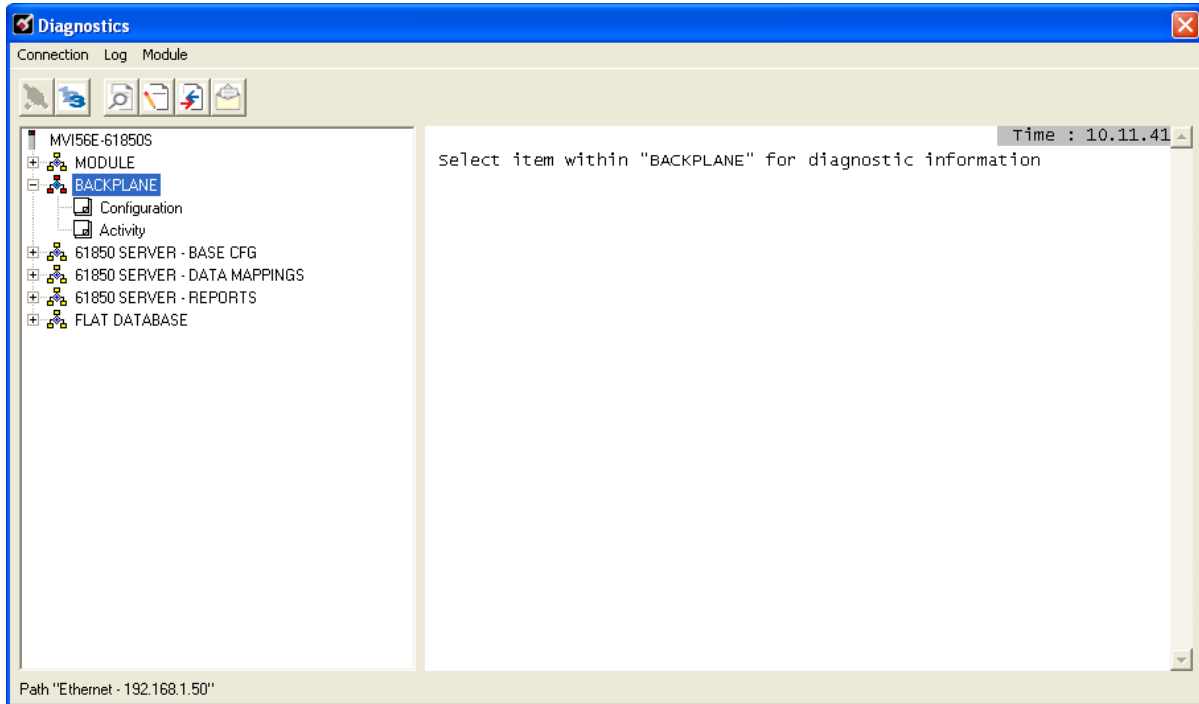 Diagnostics
Connection Log Module
Time : 10.11.41
MVI56E-61850S
MODULE
Select item within "BACKPLANE" for diagnostic information
BACKPLANE
Configuration
Activity
61850 SERVER - BASE CFG
61850 SERVER - DATA MAPPINGS
61850 SERVER - REPORTS
FLAT DATABASE
Path "Ethernet - 192.168.1.50"